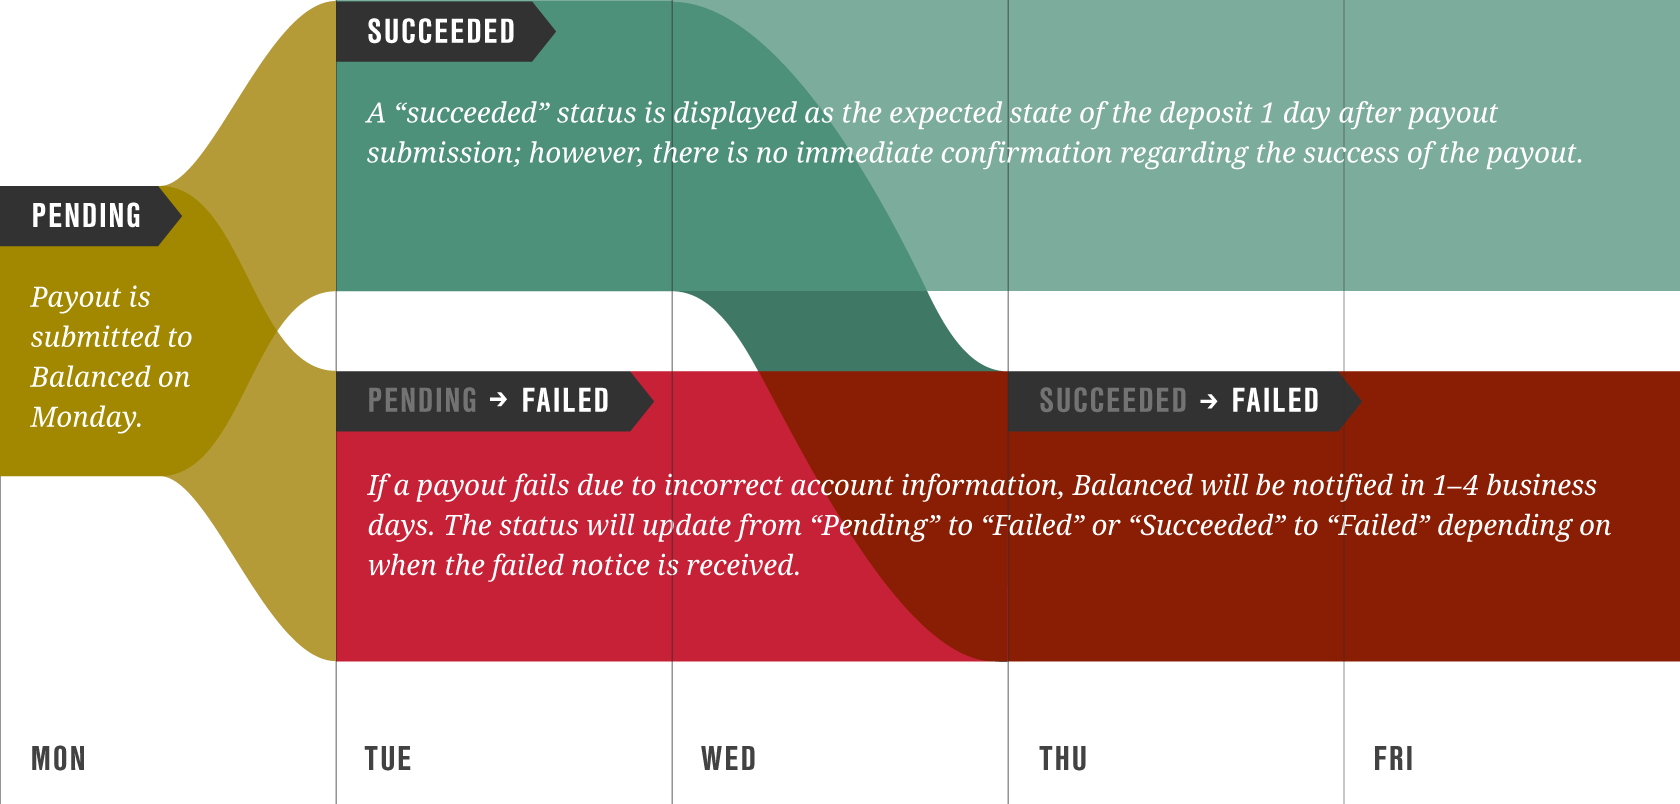 SUCCEEDED
A “succeeded” status is displayed as the expected state of the deposit 1 day after payout
submission; however, there is no immediate confirmation regarding the success of the payout.
PENDING
Payout is
submitted to
Balanced on
Monday.
PENDING → FAILED
SUCCEEDED → FAILED
If a payout fails due to incorrect account information, Balanced will be notified in 1–4 business
days. The status will update from “Pending” to “Failed” or “Succeeded” to “Failed” depending on
when the failed notice is received.
MON
TUE
WED
THU
FRI